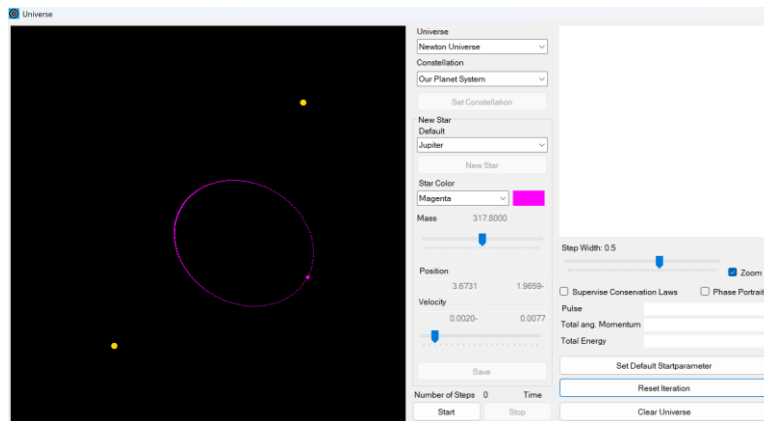 Universe
Universe
Newton Universe
Constellation
Our Planet System
Set Constellation
New Star
Default
Jupiter
New Star
Star Color
Magenta
Mass 317.8000
Position
3.6731 1.9659-
Velocity
0.0020- 0.0077
Save
Number of Steps 0 Time
Start Stop
Step Width: 0.5
Zoom
Supervise Conservation Laws Phase Portrait
Pulse
Total ang. Momentum
Total Energy
Set Default Startparameter
Reset Iteration
Clear Universe